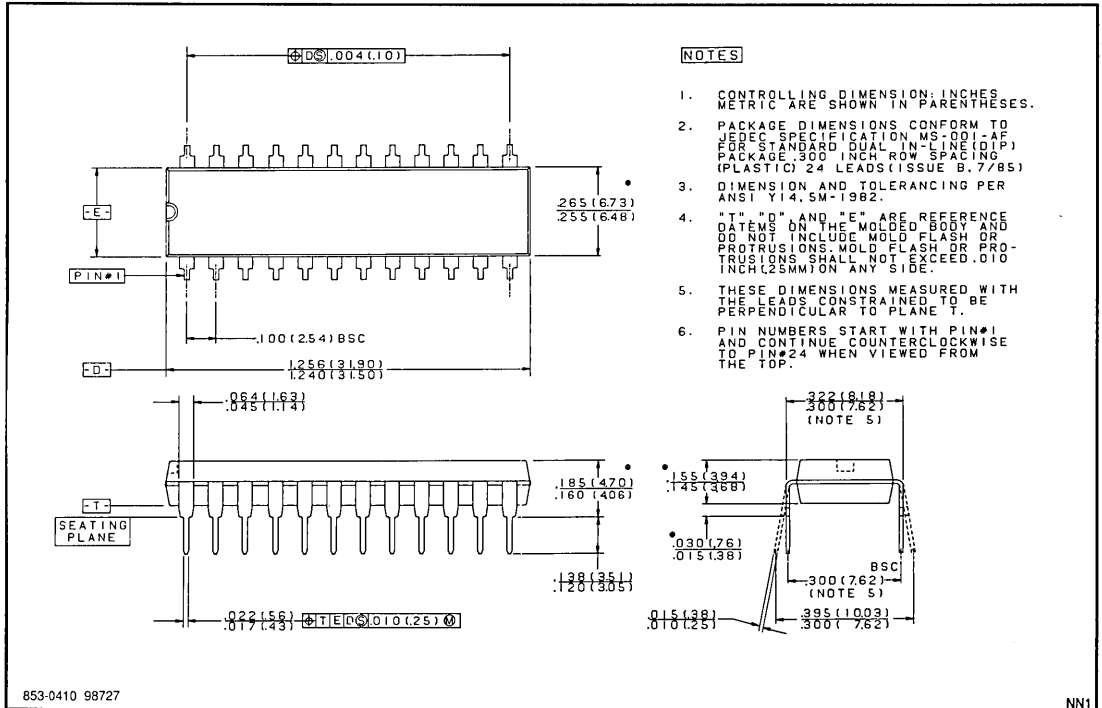 ⌖ D Ⓢ .004(.10)
-E-
PIN#1
.265(6.73)
.255(6.48)
.100(2.54)BSC
-D-
1.256(31.90)
1.240(31.50)
.064(1.63)
.045(1.14)
-T-
SEATING
PLANE
.185(4.70)
.160(4.06)
.138(3.51)
.120(3.05)
.022(.56)
.017(.43)
⌖ T E D Ⓢ .010(.25) Ⓜ
NOTES
1. CONTROLLING DIMENSION: INCHES
METRIC ARE SHOWN IN PARENTHESES.
2. PACKAGE DIMENSIONS CONFORM TO
JEDEC SPECIFICATION MS-001-AF
FOR STANDARD DUAL IN-LINE(DIP)
PACKAGE .300 INCH ROW SPACING
(PLASTIC) 24 LEADS(ISSUE B, 7/85)
3. DIMENSION AND TOLERANCING PER
ANSI Y14, 5M-1982.
4. "T", "D", AND "E" ARE REFERENCE
DATEMS ON THE MOLDED BODY AND
DO NOT INCLUDE MOLD FLASH OR
PROTRUSIONS. MOLD FLASH OR PRO-
TRUSIONS SHALL NOT EXCEED .010
INCH(.25MM)ON ANY SIDE.
5. THESE DIMENSIONS MEASURED WITH
THE LEADS CONSTRAINED TO BE
PERPENDICULAR TO PLANE T.
6. PIN NUMBERS START WITH PIN#1
AND CONTINUE COUNTERCLOCKWISE
TO PIN#24 WHEN VIEWED FROM
THE TOP.
.322(8.18)
.300(7.62)
(NOTE 5)
.155(3.94)
.145(3.68)
.030(.76)
.015(.38)
BSC
.300(7.62)
(NOTE 5)
.015(.38)
.010(.25)
.395(10.03)
.300( 7.62)
853-0410 98727
NN1